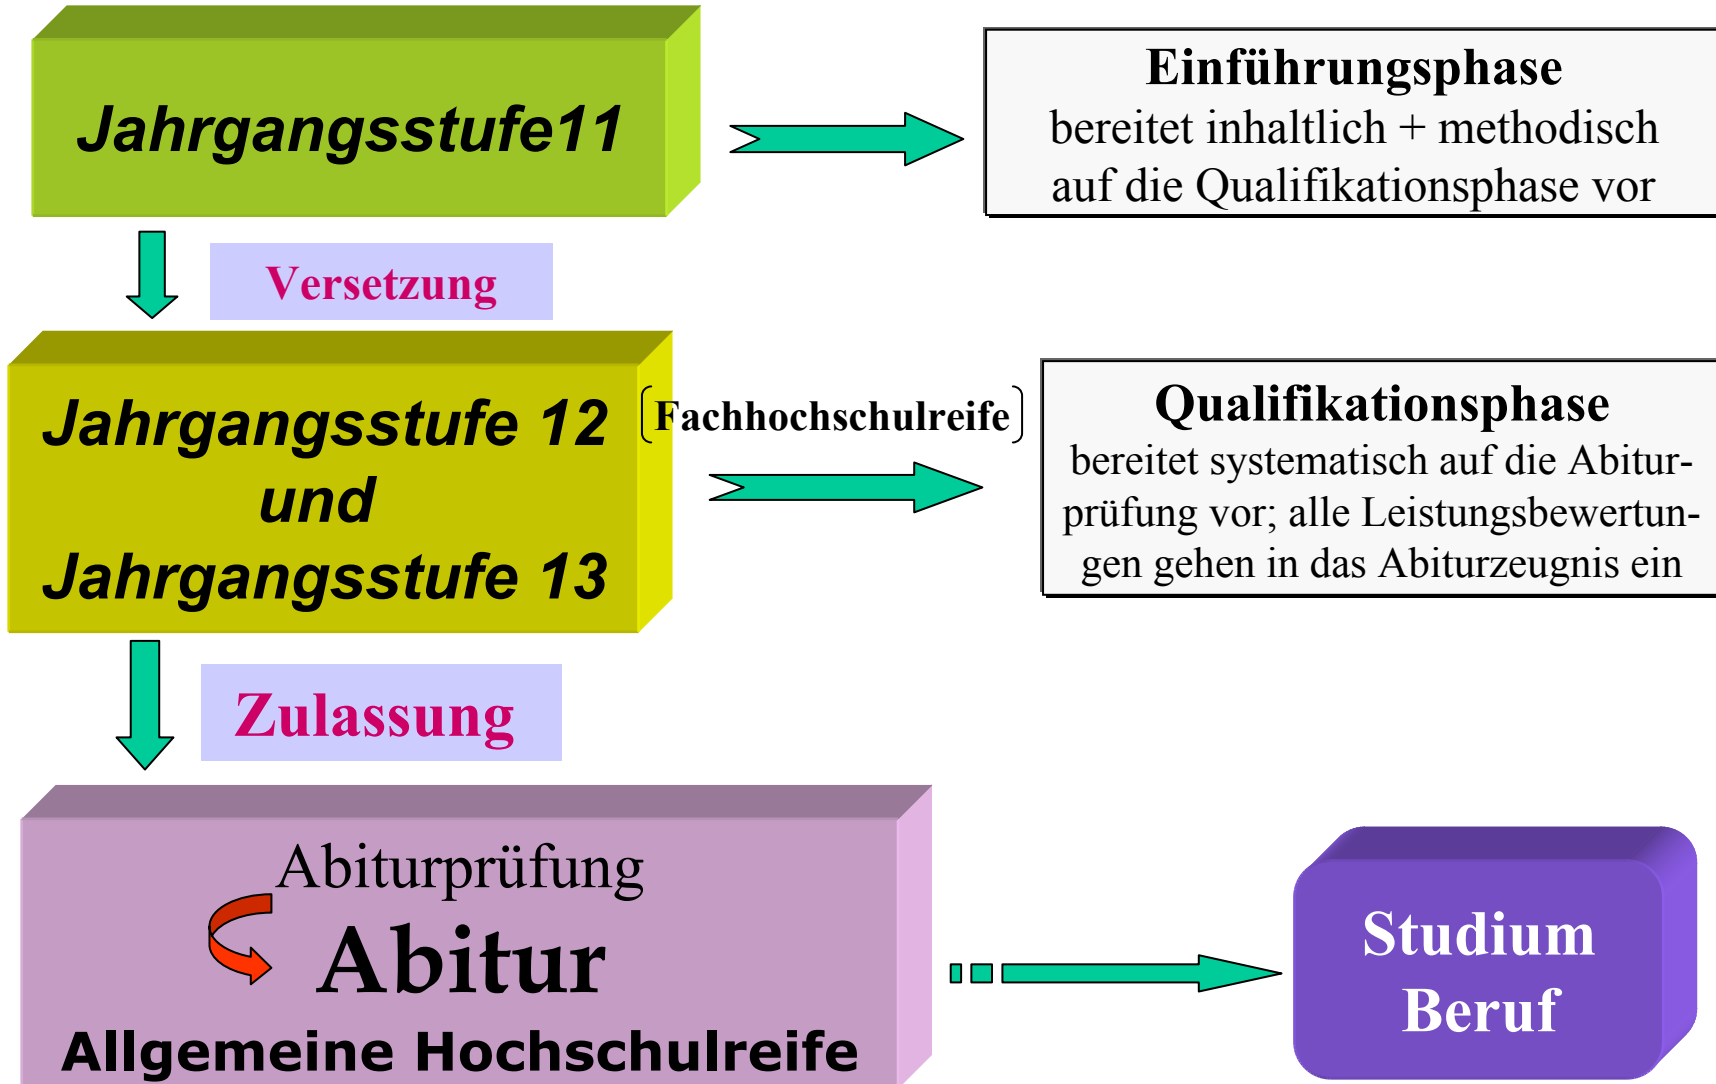 Jahrgangsstufe11
Einführungsphase
bereitet inhaltlich + methodisch
auf die Qualifikationsphase vor
Versetzung
Jahrgangsstufe 12
und
Jahrgangsstufe 13
(Fachhochschulreife)
Qualifikationsphase
bereitet systematisch auf die Abitur-
prüfung vor; alle Leistungsbewertun-
gen gehen in das Abiturzeugnis ein
Zulassung
Abiturprüfung
Abitur
Allgemeine Hochschulreife
Studium
Beruf